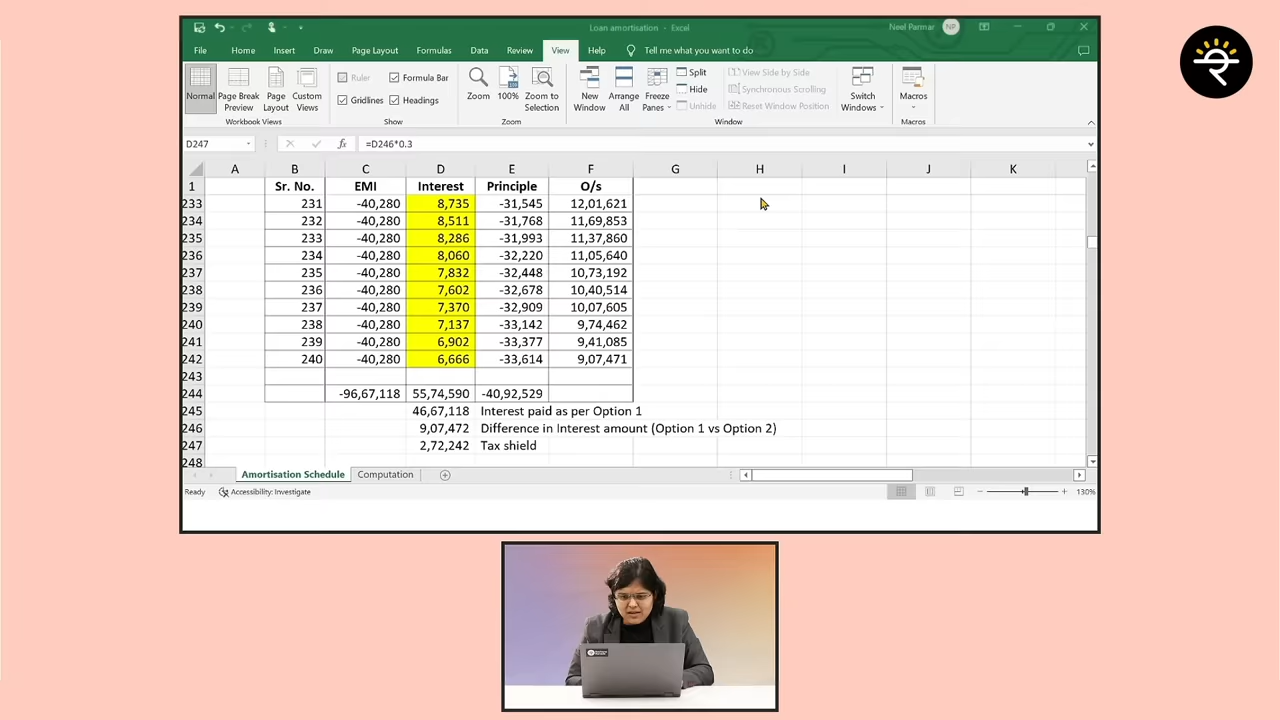 Loan amortisation - Excel
Neel Parmar
NP
File Home Insert Draw Page Layout Formulas Data Review View Help Tell me what you want to do
Normal
Page Break Preview
Page Layout
Custom Views
Workbook Views
Ruler
Formula Bar
Gridlines
Headings
Show
Zoom
100%
Zoom to Selection
Zoom
New Window
Arrange All
Freeze Panes
Split
Hide
Unhide
View Side by Side
Synchronous Scrolling
Reset Window Position
Window
Switch Windows
Macros
Macros
D247 fx =D246*0.3
A B C D E F G H I J K
1 Sr. No. EMI Interest Principle O/s
233 231 -40,280 8,735 -31,545 12,01,621
234 232 -40,280 8,511 -31,768 11,69,853
235 233 -40,280 8,286 -31,993 11,37,860
236 234 -40,280 8,060 -32,220 11,05,640
237 235 -40,280 7,832 -32,448 10,73,192
238 236 -40,280 7,602 -32,678 10,40,514
239 237 -40,280 7,370 -32,909 10,07,605
240 238 -40,280 7,137 -33,142 9,74,462
241 239 -40,280 6,902 -33,377 9,41,085
242 240 -40,280 6,666 -33,614 9,07,471
243
244 -96,67,118 55,74,590 -40,92,529
245 46,67,118 Interest paid as per Option 1
246 9,07,472 Difference in Interest amount (Option 1 vs Option 2)
247 2,72,242 Tax shield
248
Amortisation Schedule Computation
Ready Accessibility: Investigate 130%